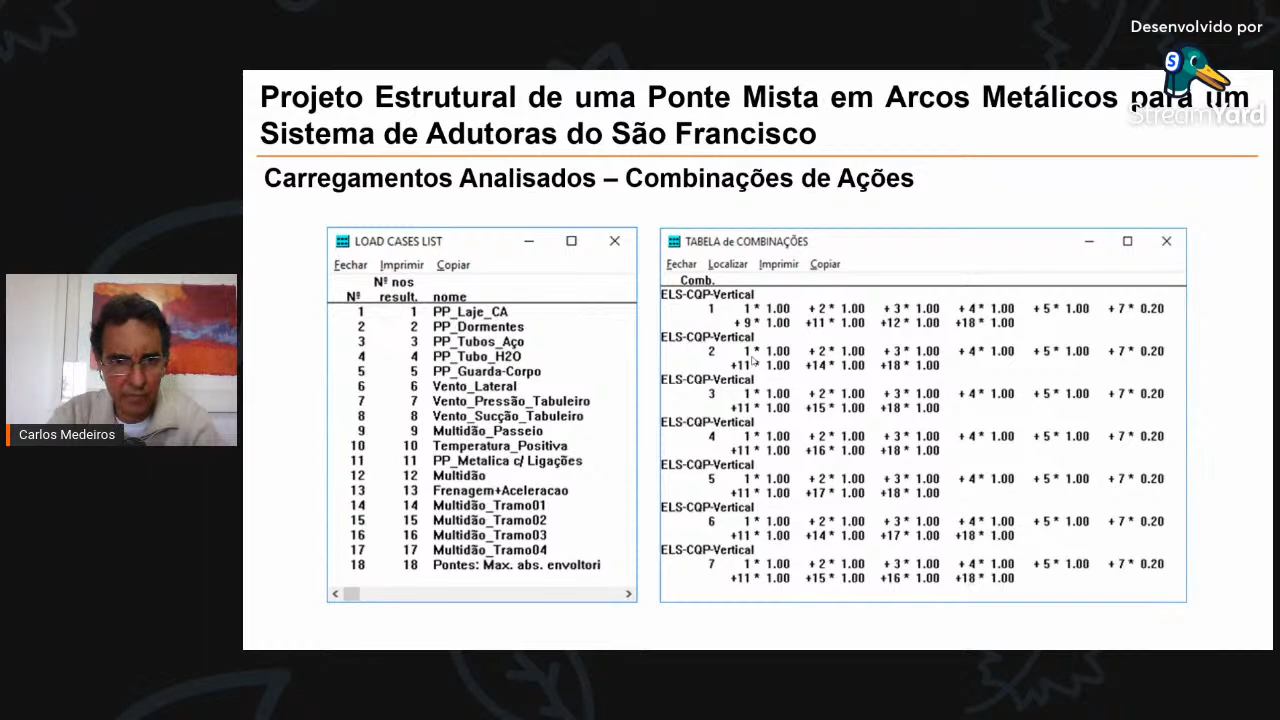 Desenvolvido por
S
StreamYard
Projeto Estrutural de uma Ponte Mista em Arcos Metálicos para um
Sistema de Adutoras do São Francisco
Carregamentos Analisados – Combinações de Ações
LOAD CASES LIST
Fechar Imprimir Copiar
Nº nos
Nº result. nome
1 1 PP_Laje_CA
2 2 PP_Dormentes
3 3 PP_Tubos_Aço
4 4 PP_Tubo_H2O
5 5 PP_Guarda-Corpo
6 6 Vento_Lateral
7 7 Vento_Pressão_Tabuleiro
8 8 Vento_Sucção_Tabuleiro
9 9 Multidão_Passeio
10 10 Temperatura_Positiva
11 11 PP_Metalica c/ Ligações
12 12 Multidão
13 13 Frenagem+Aceleracao
14 14 Multidão_Tramo01
15 15 Multidão_Tramo02
16 16 Multidão_Tramo03
17 17 Multidão_Tramo04
18 18 Pontes: Max. abs. envoltori
TABELA de COMBINAÇÕES
Fechar Localizar Imprimir Copiar
Comb.
ELS-CQP-Vertical
1 1 * 1.00 + 2 * 1.00 + 3 * 1.00 + 4 * 1.00 + 5 * 1.00 + 7 * 0.20
+ 9 * 1.00 +11 * 1.00 +12 * 1.00 +18 * 1.00
ELS-CQP-Vertical
2 1 * 1.00 + 2 * 1.00 + 3 * 1.00 + 4 * 1.00 + 5 * 1.00 + 7 * 0.20
+11 * 1.00 +14 * 1.00 +18 * 1.00
ELS-CQP-Vertical
3 1 * 1.00 + 2 * 1.00 + 3 * 1.00 + 4 * 1.00 + 5 * 1.00 + 7 * 0.20
+11 * 1.00 +15 * 1.00 +18 * 1.00
ELS-CQP-Vertical
4 1 * 1.00 + 2 * 1.00 + 3 * 1.00 + 4 * 1.00 + 5 * 1.00 + 7 * 0.20
+11 * 1.00 +16 * 1.00 +18 * 1.00
ELS-CQP-Vertical
5 1 * 1.00 + 2 * 1.00 + 3 * 1.00 + 4 * 1.00 + 5 * 1.00 + 7 * 0.20
+11 * 1.00 +17 * 1.00 +18 * 1.00
ELS-CQP-Vertical
6 1 * 1.00 + 2 * 1.00 + 3 * 1.00 + 4 * 1.00 + 5 * 1.00 + 7 * 0.20
+11 * 1.00 +14 * 1.00 +17 * 1.00 +18 * 1.00
ELS-CQP-Vertical
7 1 * 1.00 + 2 * 1.00 + 3 * 1.00 + 4 * 1.00 + 5 * 1.00 + 7 * 0.20
+11 * 1.00 +15 * 1.00 +16 * 1.00 +18 * 1.00
Carlos Medeiros